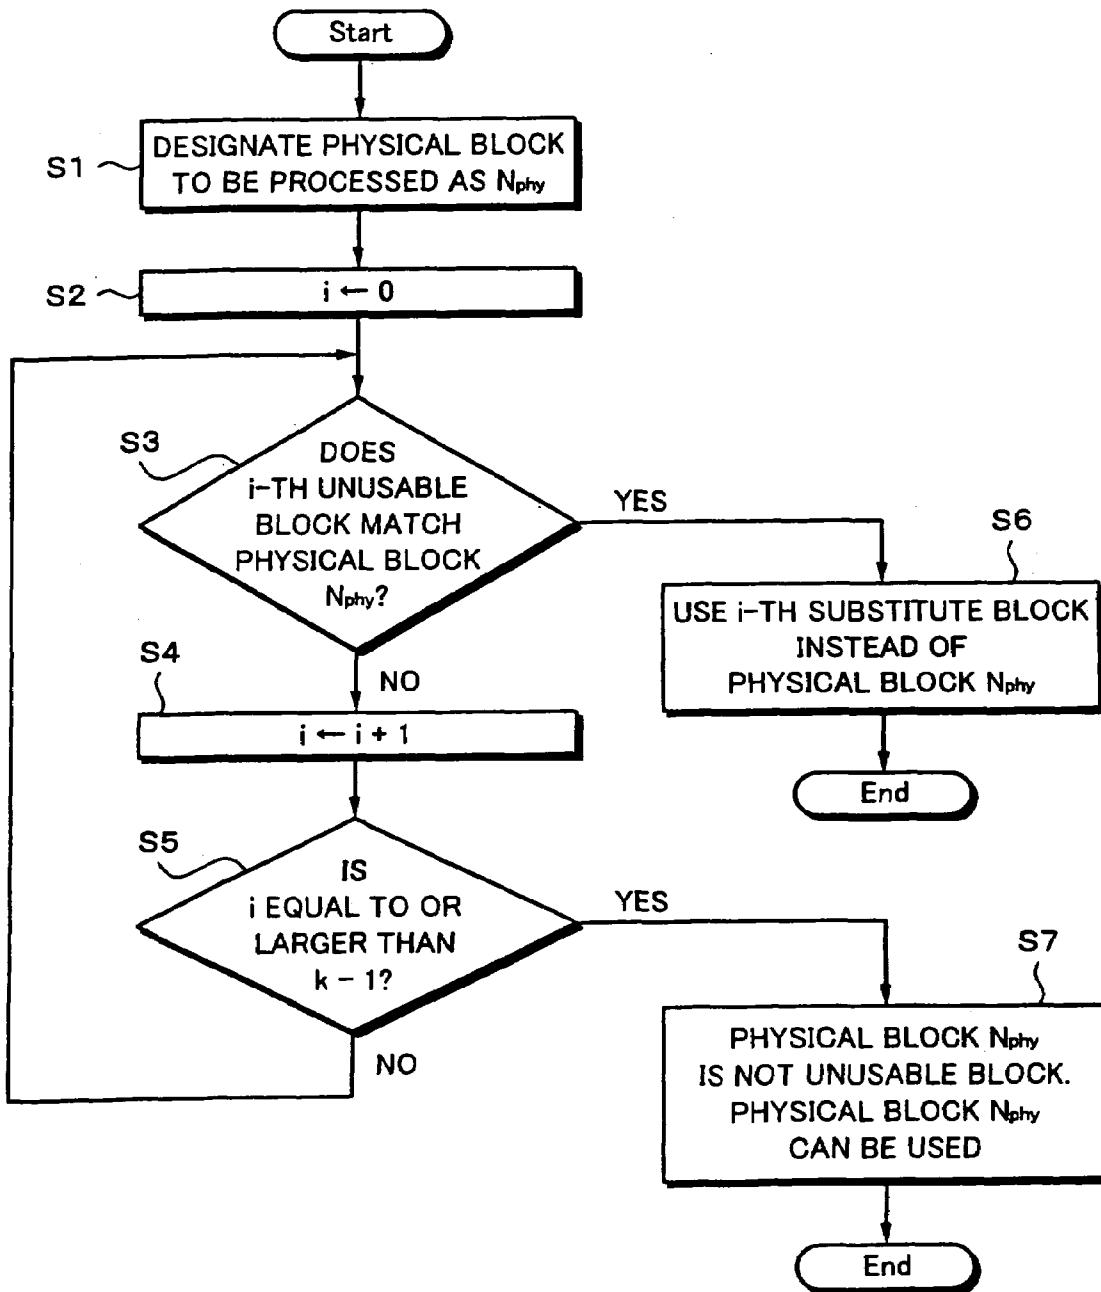 Start
S1
DESIGNATE PHYSICAL BLOCK
TO BE PROCESSED AS Nphy
S2
i ← 0
S3
DOES
i-TH UNUSABLE
BLOCK MATCH
PHYSICAL BLOCK
Nphy?
YES
S6
USE i-TH SUBSTITUTE BLOCK
INSTEAD OF
PHYSICAL BLOCK Nphy
End
NO
S4
i ← i + 1
S5
IS
i EQUAL TO OR
LARGER THAN
k - 1?
YES
NO
S7
PHYSICAL BLOCK Nphy
IS NOT UNUSABLE BLOCK.
PHYSICAL BLOCK Nphy
CAN BE USED
End